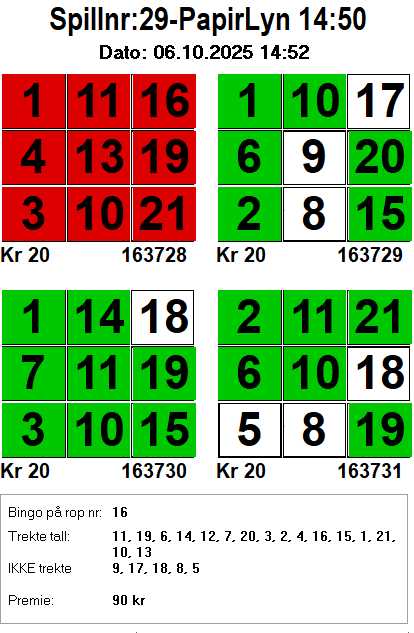 Spillnr:29-PapirLyn 14:50
Dato: 06.10.2025 14:52
1 11 16
4 13 19
3 10 21
Kr 20 163728
1 10 17
6 9 20
2 8 15
Kr 20 163729
1 14 18
7 11 19
3 10 15
Kr 20 163730
2 11 21
6 10 18
5 8 19
Kr 20 163731
Bingo på rop nr: 16
Trekte tall: 11, 19, 6, 14, 12, 7, 20, 3, 2, 4, 16, 15, 1, 21,
10, 13
IKKE trekte 9, 17, 18, 8, 5
Premie: 90 kr